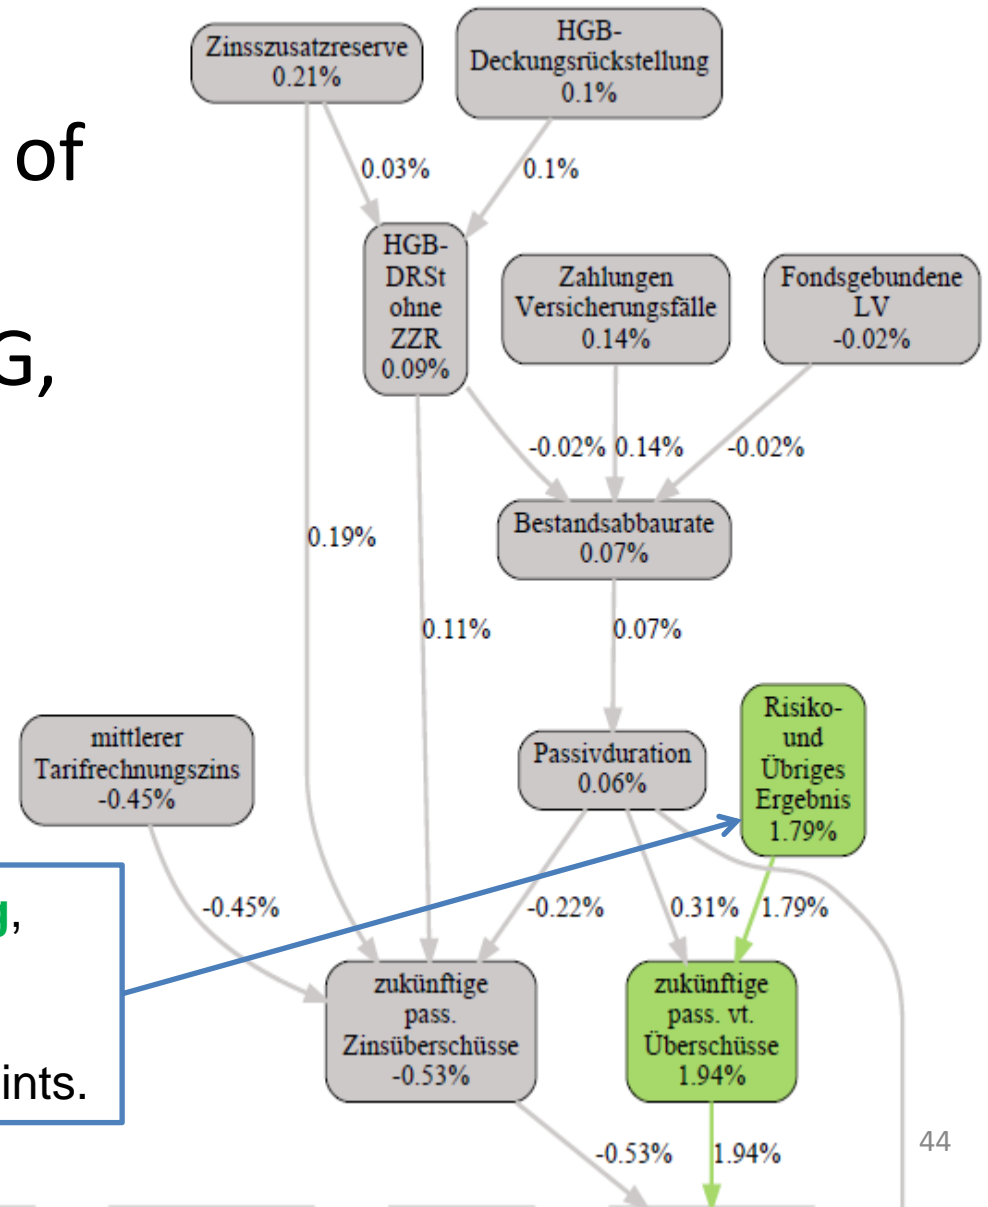 Zinsszusatzreserve
0.21%
HGB-
Deckungsrückstellung
0.1%
of
0.03%
0.1%
HGB-
DRSt
ohne
ZZR
0.09%
Zahlungen
Versicherungsfälle
0.14%
Fondsgebundene
LV
-0.02%
G,
-0.02%
0.14%
-0.02%
Bestandsabbaurate
0.07%
0.19%
0.11%
0.07%
mittlerer
Tarifrechnungszins
-0.45%
Passivduration
0.06%
Risiko-
und
Übriges
Ergebnis
1.79%
g,
ints.
-0.45%
-0.22%
0.31%
1.79%
zukünftige
pass.
Zinsüberschüsse
-0.53%
zukünftige
pass. vt.
Überschüsse
1.94%
-0.53%
1.94%
44